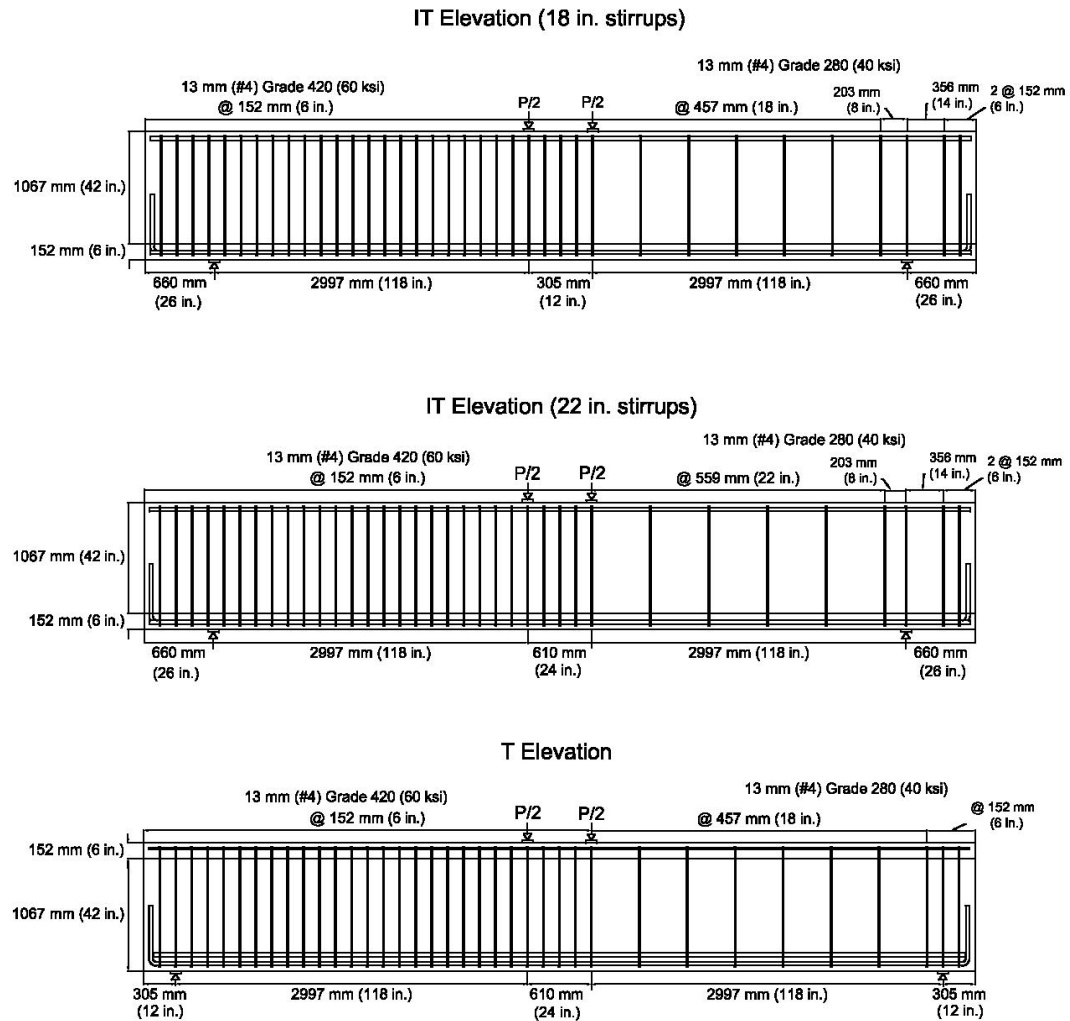 IT Elevation (18 in. stirrups)
13 mm (#4) Grade 420 (60 ksi)
@ 152 mm (6 in.)
P/2
P/2
13 mm (#4) Grade 280 (40 ksi)
@ 457 mm (18 in.)
203 mm
(8 in.)
356 mm
(14 in.)
2 @ 152 mm
(6 in.)
1067 mm (42 in.)
152 mm (6 in.)
660 mm
(26 in.)
2997 mm (118 in.)
305 mm
(12 in.)
2997 mm (118 in.)
660 mm
(26 in.)
IT Elevation (22 in. stirrups)
13 mm (#4) Grade 420 (60 ksi)
@ 152 mm (6 in.)
P/2
P/2
13 mm (#4) Grade 280 (40 ksi)
@ 559 mm (22 in.)
203 mm
(8 in.)
356 mm
(14 in.)
2 @ 152 mm
(6 in.)
1067 mm (42 in.)
152 mm (6 in.)
660 mm
(26 in.)
2997 mm (118 in.)
610 mm
(24 in.)
2997 mm (118 in.)
660 mm
(26 in.)
T Elevation
13 mm (#4) Grade 420 (60 ksi)
@ 152 mm (6 in.)
P/2
P/2
13 mm (#4) Grade 280 (40 ksi)
@ 457 mm (18 in.)
@ 152 mm
(6 in.)
152 mm (6 in.)
1067 mm (42 in.)
305 mm
(12 in.)
2997 mm (118 in.)
610 mm
(24 in.)
2997 mm (118 in.)
305 mm
(12 in.)